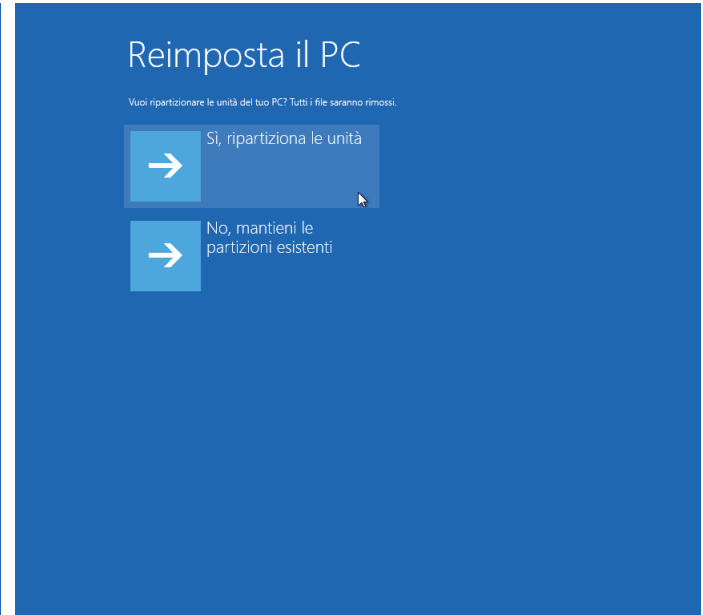 Reimposta il PC
Vuoi ripartizionare le unità del tuo PC? Tutti i file saranno rimossi.
Sì, ripartiziona le unità
No, mantieni le
partizioni esistenti